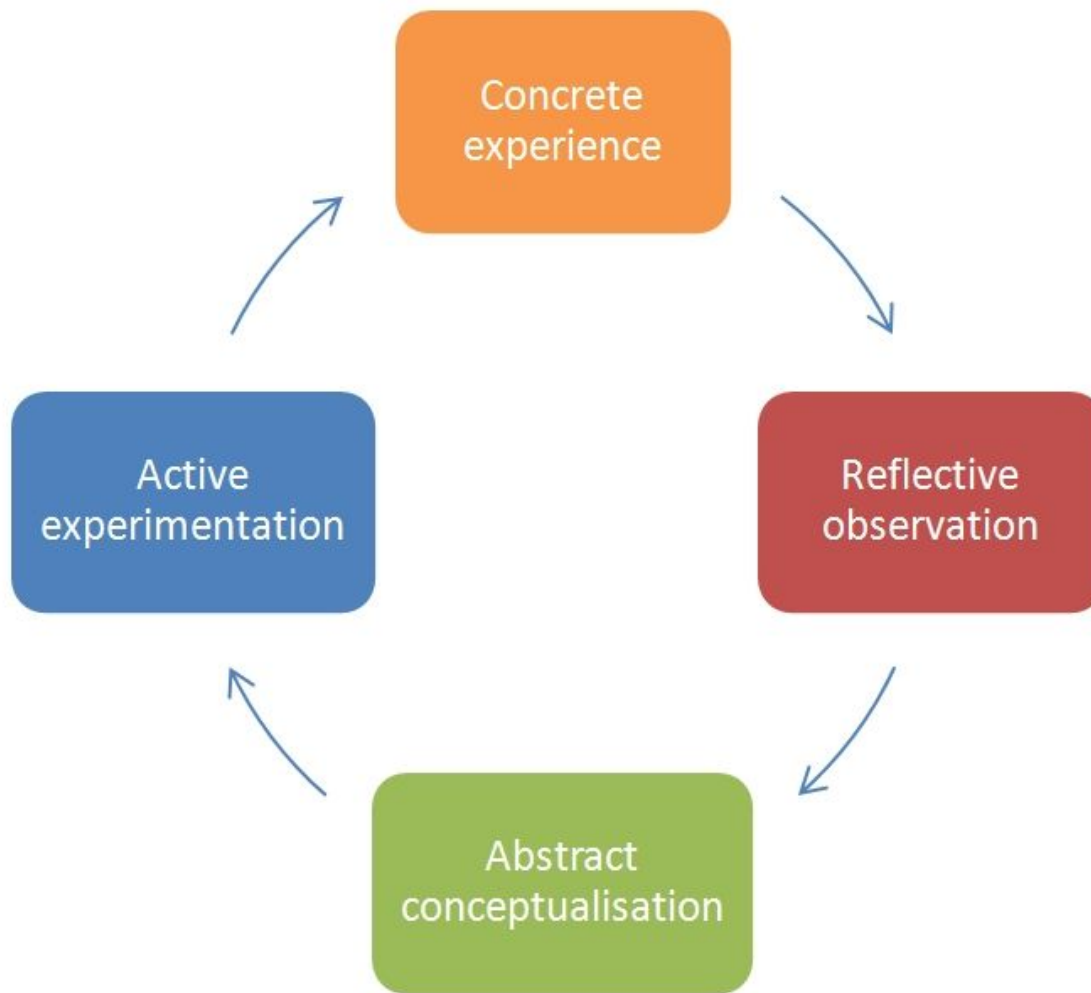 Concrete
experience
Active
experimentation
Reflective
observation
Abstract
conceptualisation